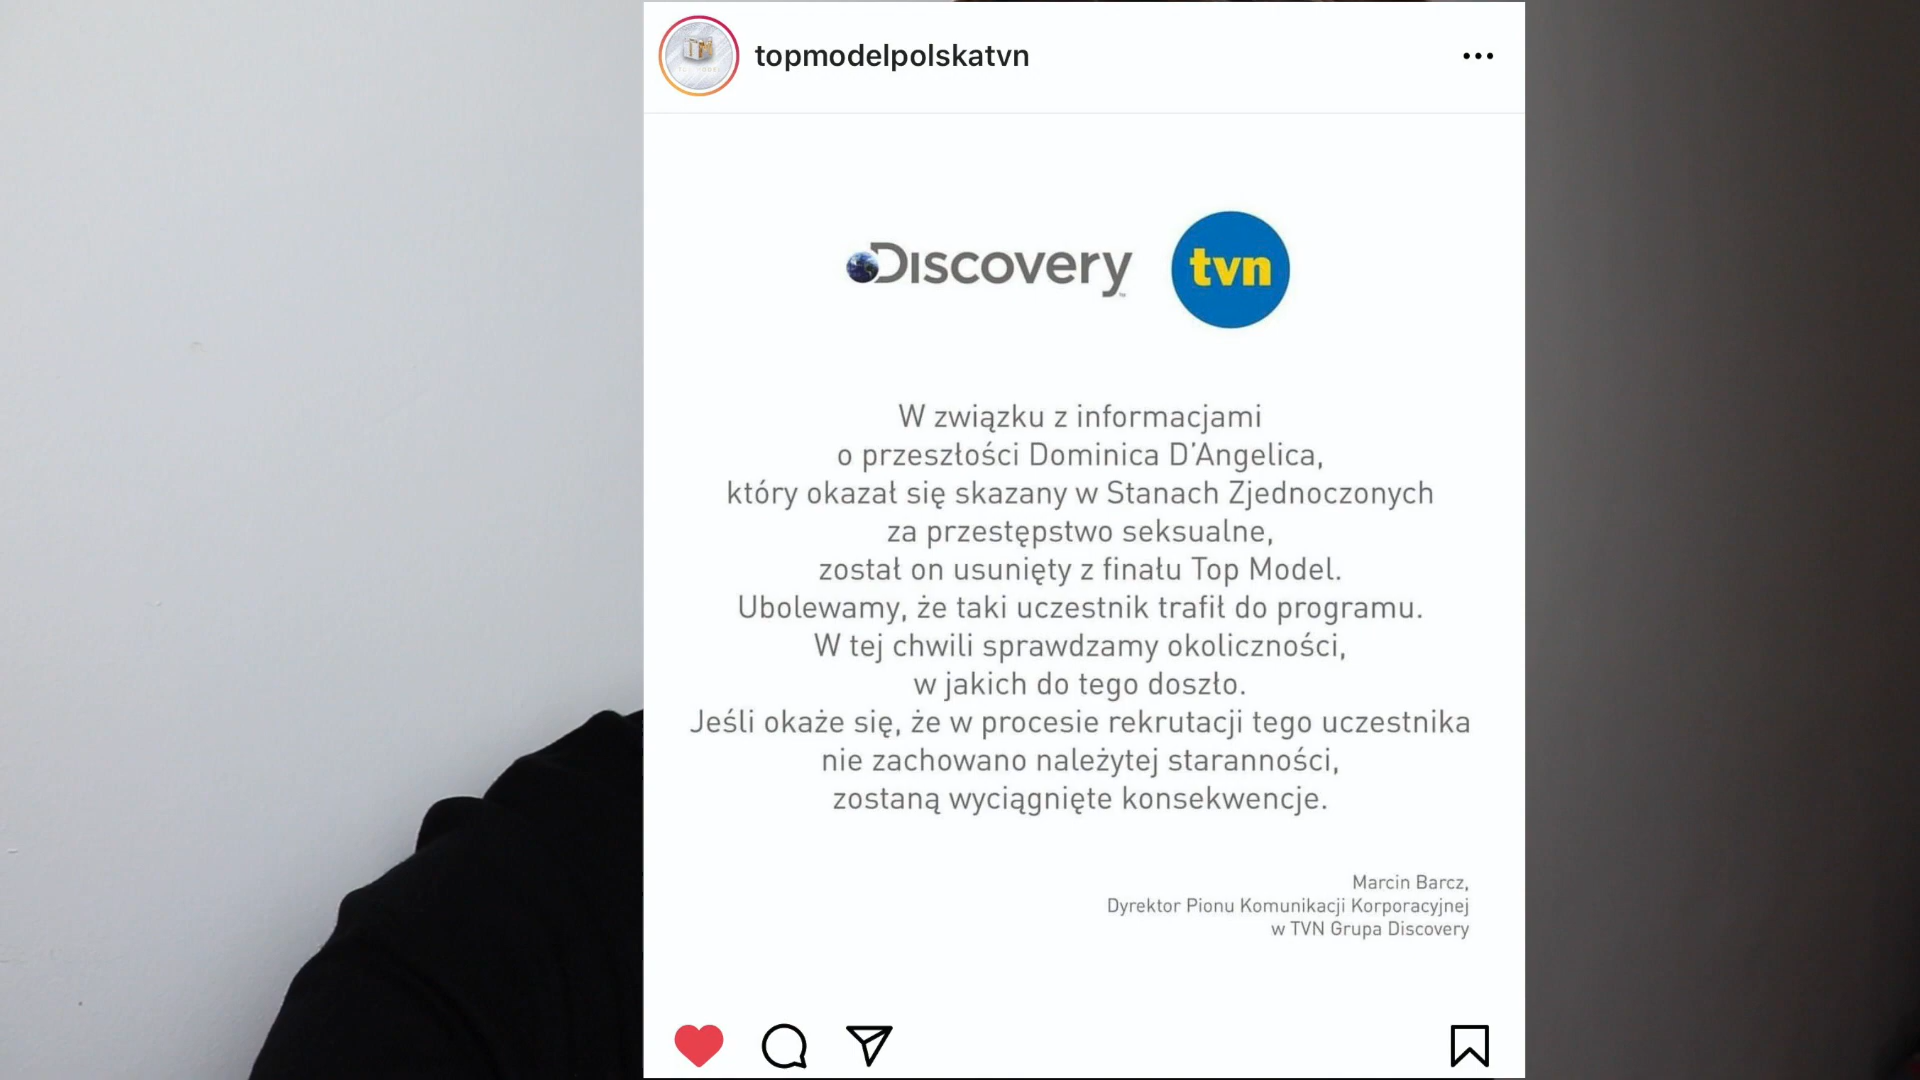 topmodelpolskatvn
Discovery
tvn
W związku z informacjami
o przeszłości Dominica D'Angelica,
który okazał się skazany w Stanach Zjednoczonych
za przestępstwo seksualne,
został on usunięty z finału Top Model.
Ubolewamy, że taki uczestnik trafił do programu.
W tej chwili sprawdzamy okoliczności,
w jakich do tego doszło.
Jeśli okaże się, że w procesie rekrutacji tego uczestnika
nie zachowano należytej staranności,
zostaną wyciągnięte konsekwencje.
Marcin Barcz,
Dyrektor Pionu Komunikacji Korporacyjnej
w TVN Grupa Discovery